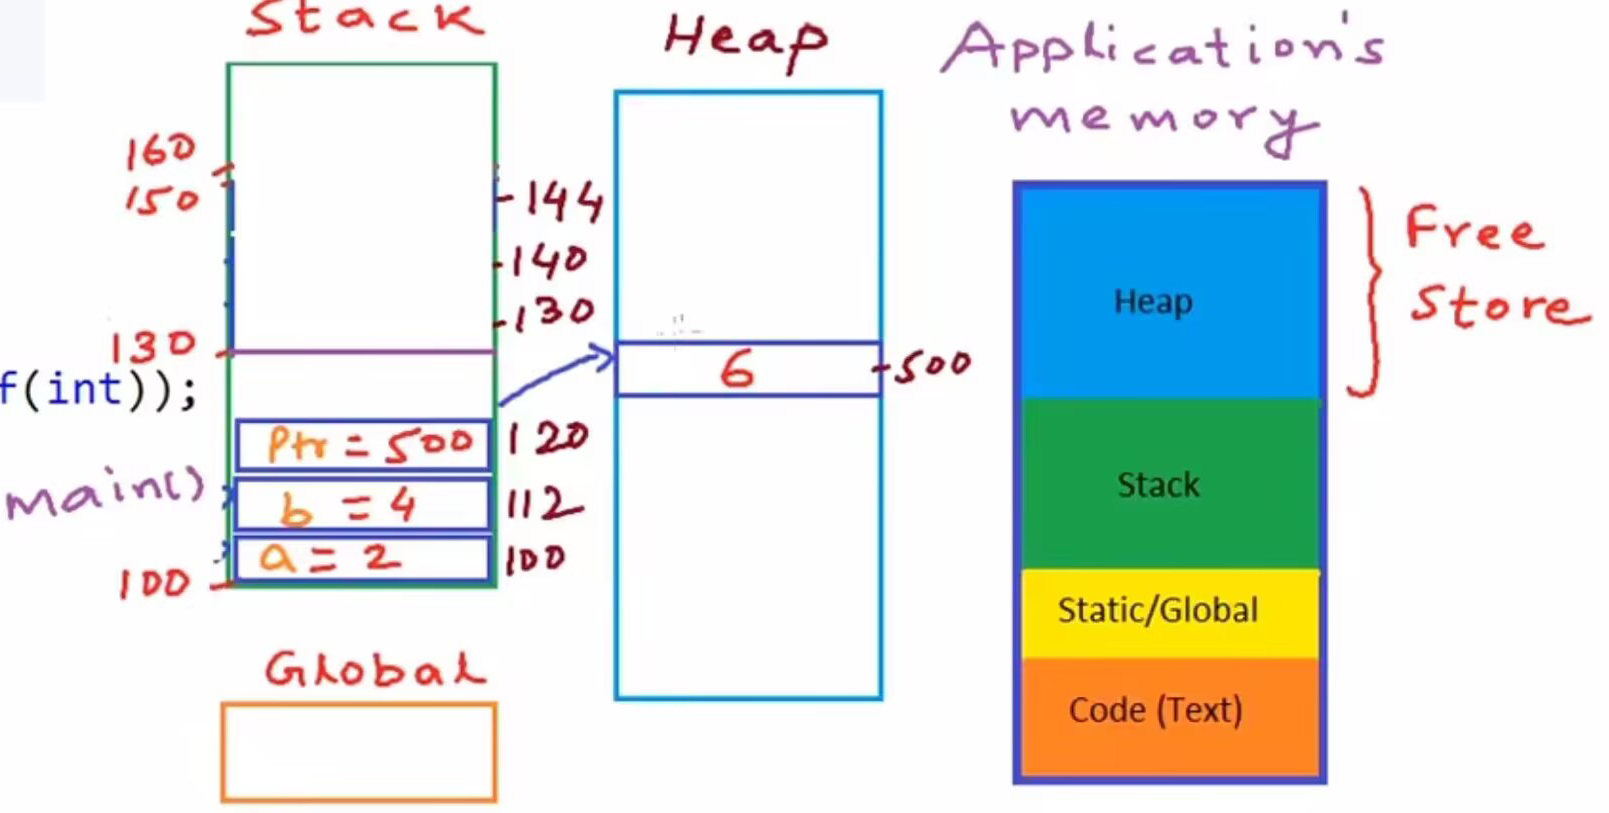 Stack
160
150
130
f(int));
main()
100
144
140
130
Ptr = 500
120
b = 4
112
a = 2
100
Global
Heap
6
500
Application's
memory
Heap
Stack
Static/Global
Code (Text)
Free
Store